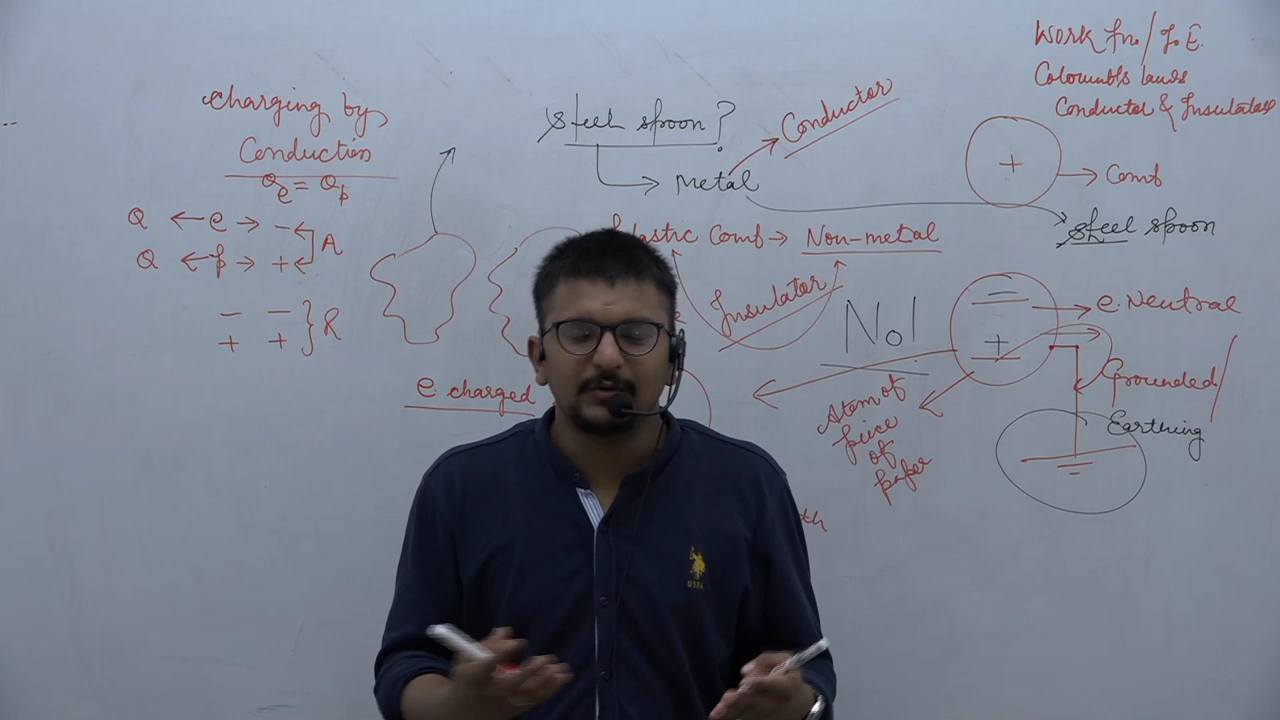 Charging by
Conduction
Qe = Qp
Q ← e → -
Q ← p → +
A
- -
+ +
} R
e. charged
Steel spoon?
→ Metal
Conductor
Plastic Comb → Non-metal
Insulator
No!
Atom of
piece
of
paper
Work fn. / I.E.
Coloumb's laws
Conductor & Insulators
+
→ Comb
Steel spoon
=
+
→ e. Neutral
Grounded/
Earthing
USPA